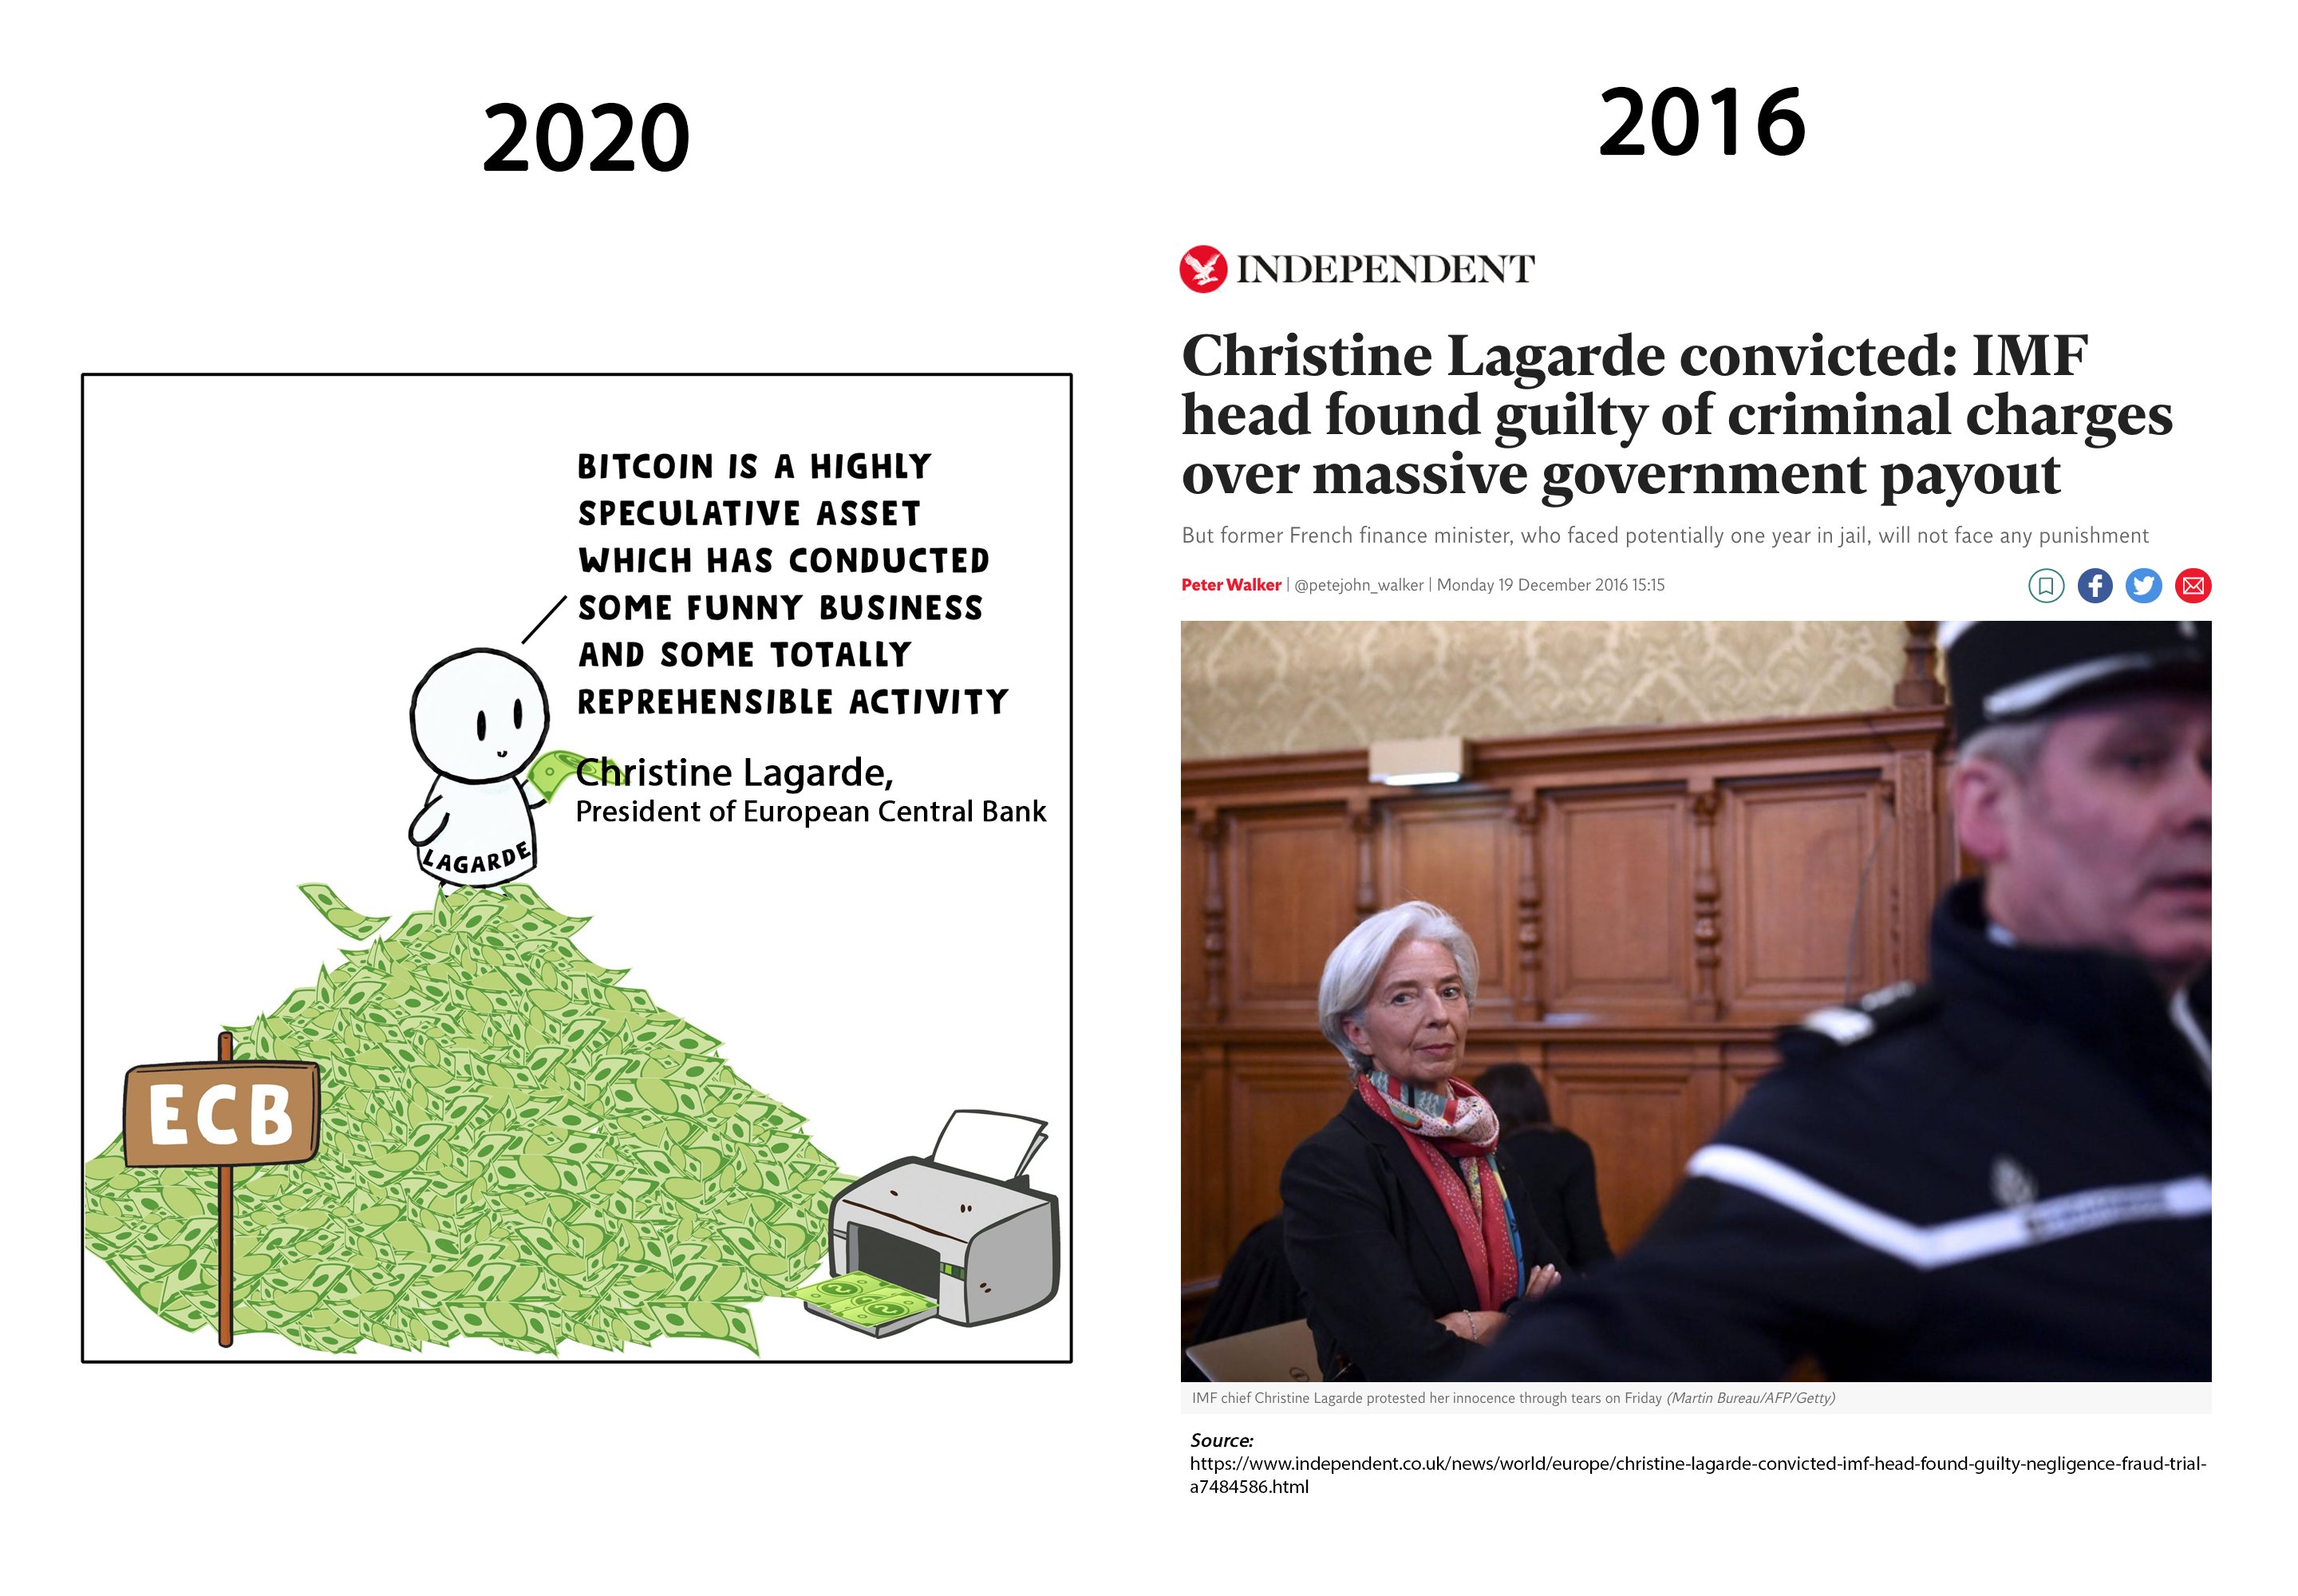 2020
BITCOIN IS A HIGHLY
SPECULATIVE ASSET
WHICH HAS CONDUCTED
SOME FUNNY BUSINESS
AND SOME TOTALLY
REPREHENSIBLE ACTIVITY
Christine Lagarde,
President of European Central Bank
LAGARDE
ECB
2016
INDEPENDENT
Christine Lagarde convicted: IMF
head found guilty of criminal charges
over massive government payout
But former French finance minister, who faced potentially one year in jail, will not face any punishment
Peter Walker | @petejohn_walker | Monday 19 December 2016 15:15
IMF chief Christine Lagarde protested her innocence through tears on Friday (Martin Bureau/AFP/Getty)
Source:
https://www.independent.co.uk/news/world/europe/christine-lagarde-convicted-imf-head-found-guilty-negligence-fraud-trial-
a7484586.html